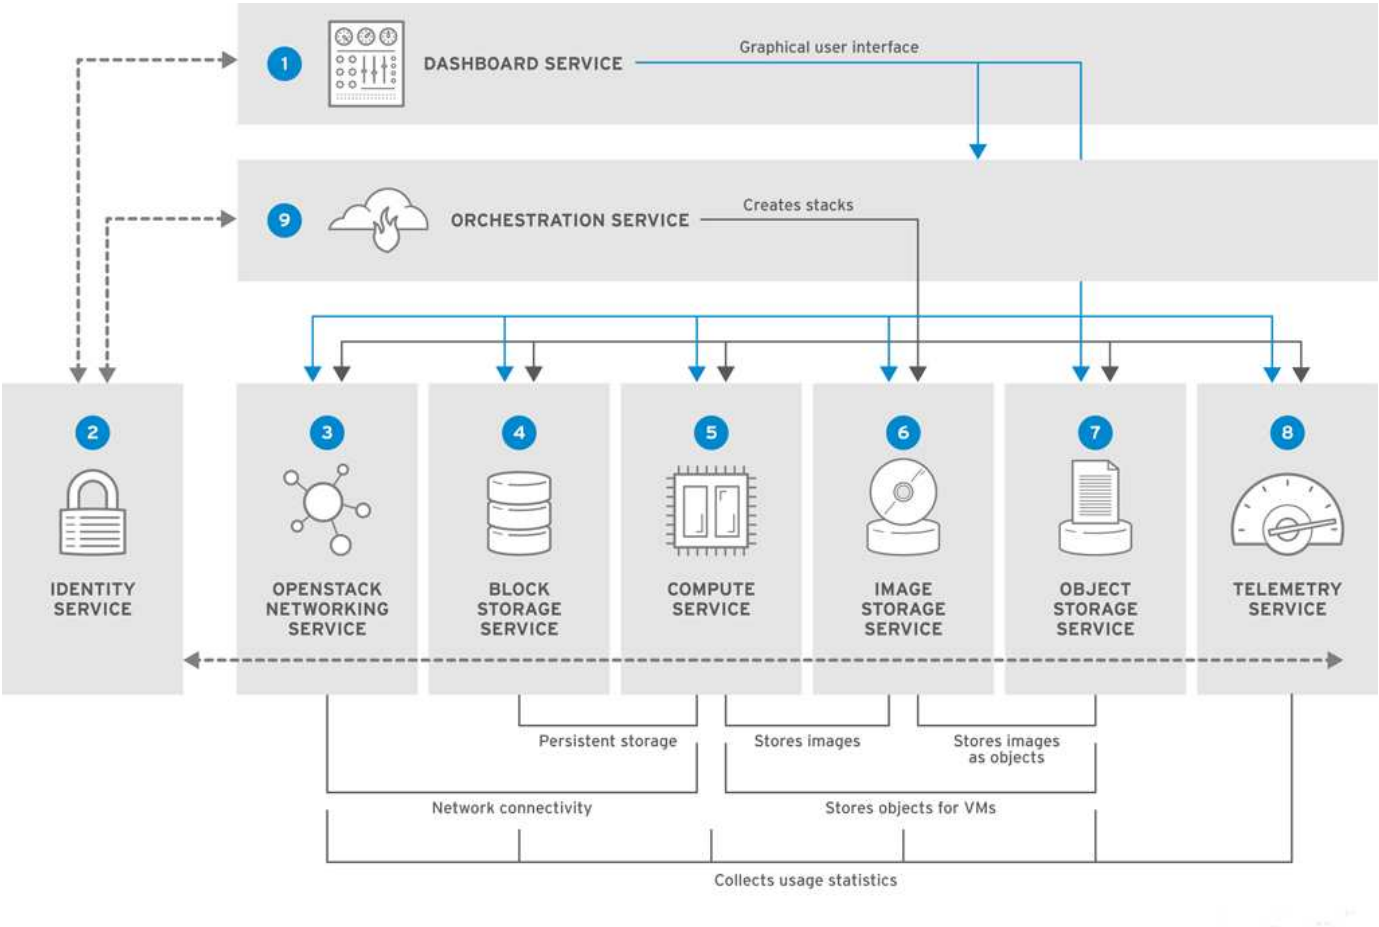 1
DASHBOARD SERVICE
Graphical user interface
9
ORCHESTRATION SERVICE
Creates stacks
2
IDENTITY
SERVICE
3
OPENSTACK
NETWORKING
SERVICE
4
BLOCK
STORAGE
SERVICE
5
COMPUTE
SERVICE
6
IMAGE
STORAGE
SERVICE
7
OBJECT
STORAGE
SERVICE
8
TELEMETRY
SERVICE
Persistent storage
Stores images
Stores images
as objects
Network connectivity
Stores objects for VMs
Collects usage statistics